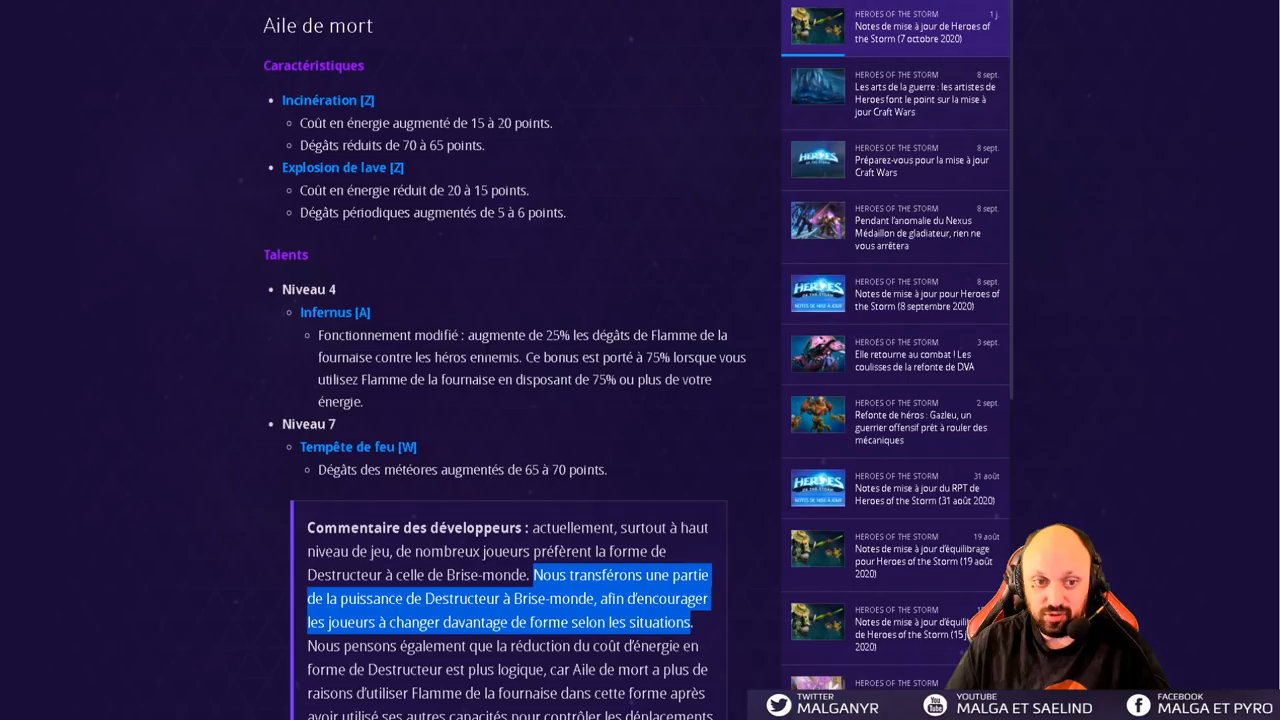 Aile de mort
Caractéristiques
Incinération [Z]
Coût en énergie augmenté de 15 à 20 points.
Dégâts réduits de 70 à 65 points.
Explosion de lave [Z]
Coût en énergie réduit de 20 à 15 points.
Dégâts périodiques augmentés de 5 à 6 points.
Talents
Niveau 4
Infernus [A]
Fonctionnement modifié : augmente de 25% les dégâts de Flamme de la
fournaise contre les héros ennemis. Ce bonus est porté à 75% lorsque vous
utilisez Flamme de la fournaise en disposant de 75% ou plus de votre
énergie.
Niveau 7
Tempête de feu [W]
Dégâts des météores augmentés de 65 à 70 points.
Commentaire des développeurs : actuellement, surtout à haut
niveau de jeu, de nombreux joueurs préfèrent la forme de
Destructeur à celle de Brise-monde. Nous transférons une partie
de la puissance de Destructeur à Brise-monde, afin d'encourager
les joueurs à changer davantage de forme selon les situations.
Nous pensons également que la réduction du coût d'énergie en
forme de Destructeur est plus logique, car Aile de mort a plus de
raisons d'utiliser Flamme de la fournaise dans cette forme après
avoir utilisé ses autres capacités pour contrôler les déplacements
HEROES OF THE STORM 1 j.
Notes de mise à jour de Heroes of
the Storm (7 octobre 2020)
HEROES OF THE STORM 8 sept.
Les arts de la guerre : les artistes de
Heroes font le point sur la mise à
jour Craft Wars
HEROES OF THE STORM 8 sept.
Préparez-vous pour la mise à jour
Craft Wars
HEROES OF THE STORM 8 sept.
Pendant l'anomalie du Nexus
Médaillon de gladiateur, rien ne
vous arrêtera
HEROES OF THE STORM 8 sept.
Notes de mise à jour pour Heroes of
the Storm (8 septembre 2020)
HEROES OF THE STORM 3 sept.
Elle retourne au combat ! Les
coulisses de la refonte de DVA
HEROES OF THE STORM 2 sept.
Refonte de héros : Gazleu, un
guerrier offensif prêt à rouler des
mécaniques
HEROES OF THE STORM 31 août
Notes de mise à jour du RPT de
Heroes of the Storm (31 août 2020)
HEROES OF THE STORM 19 août
Notes de mise à jour d'équilibrage
pour Heroes of the Storm (19 août
2020)
HEROES OF THE STORM
Notes de mise à jour
de Heroes of the Storm (15
2020)
HEROES OF THE STORM
HEROES
OF THE STORM
NOTES DE MISE À JOUR
TWITTER
MALGANYR
YOUTUBE
MALGA ET SAELIND
FACEBOOK
MALGA ET PYRO